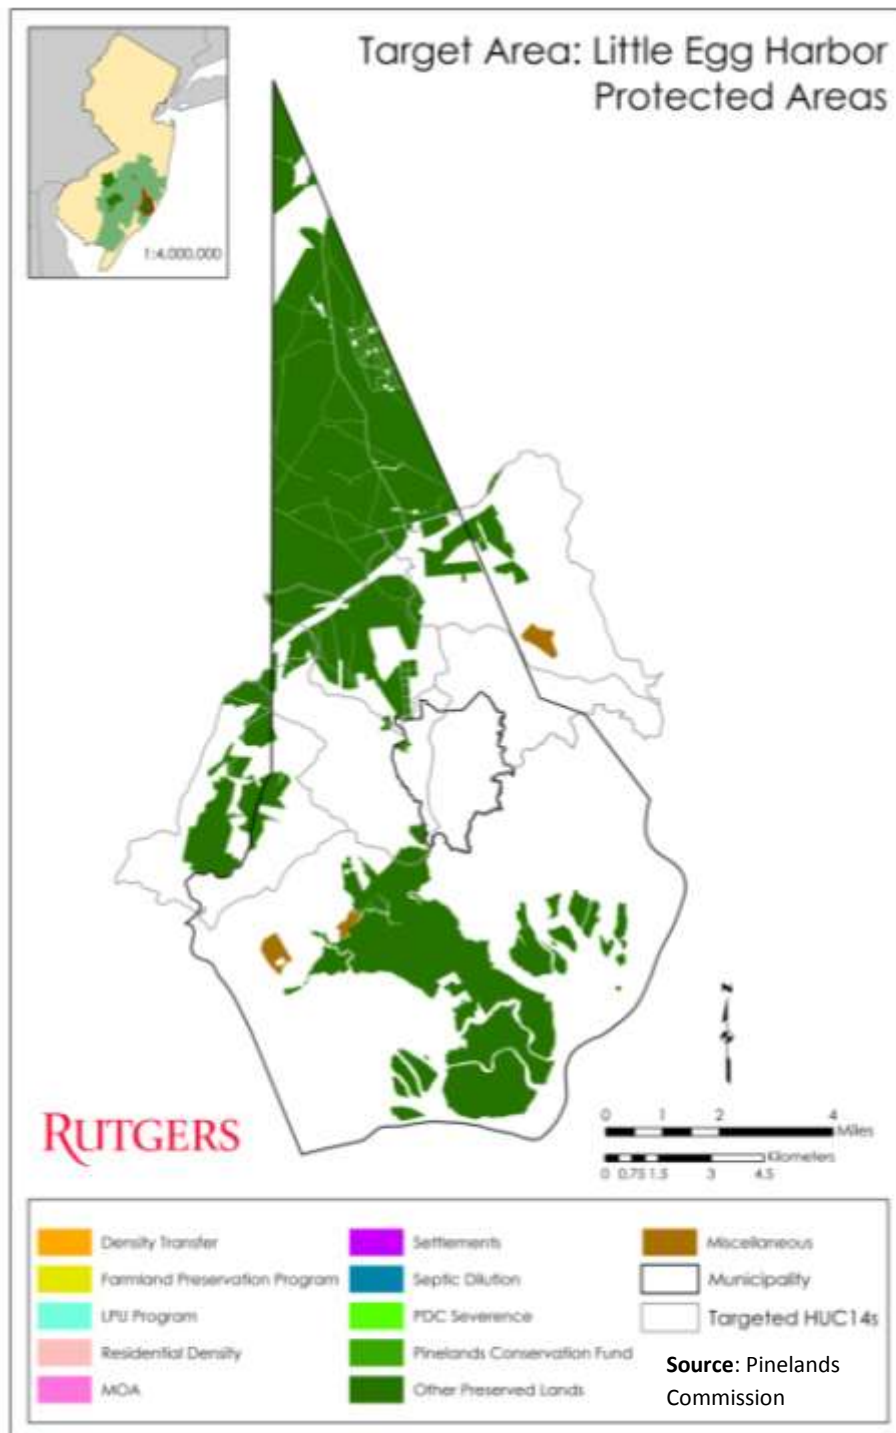 Target Area: Little Egg Harbor
Protected Areas
1:4,000,000
N
RUTGERS
0 1 2 4
Miles
Kilometers
0 0.75 1.5 3 4.5
Density Transfer
Farmland Preservation Program
LPU Program
Residential Density
MOA
Settlements
Septic Dilution
PDC Severence
Pinelands Conservation Fund
Other Preserved Lands
Miscellaneous
Municipality
Targeted HUC14s
Source: Pinelands
Commission